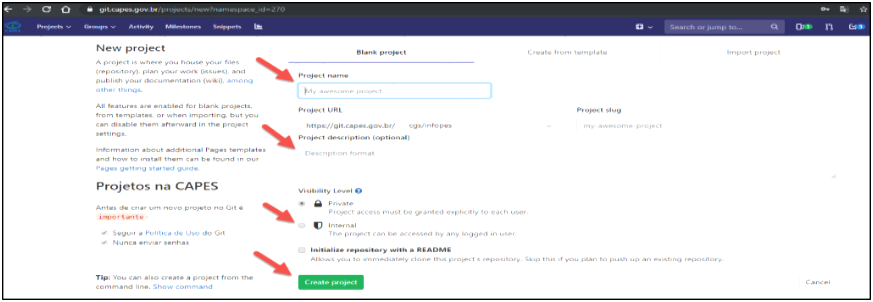 git.capes.gov.br/projects/new?namespace_id=270
Projects Groups Activity Milestones Snippets
Search or jump to...
New project
A project is where you house your files
(repository), plan your work (issues), and
publish your documentation (wiki), among
other things.
All features are enabled for blank projects,
from templates, or when importing, but you
can disable them afterward in the project
settings.
Information about additional Pages templates
and how to install them can be found in our
Pages getting started guide.
Projetos na CAPES
Antes de criar um novo projeto no Git é
importante
Seguir a Política de Uso do Git
Nunca enviar senhas
Tip: You can also create a project from the
command line. Show command
Blank project
Create from template
Import project
Project name
My awesome project
Project URL
Project slug
https://git.capes.gov.br/ cgs/infopes
my-awesome-project
Project description (optional)
Description format
Visibility Level
Private
Project access must be granted explicitly to each user.
Internal
The project can be accessed by any logged in user.
Initialize repository with a README
Allows you to immediately clone this project's repository. Skip this if you plan to push up an existing repository.
Create project
Cancel